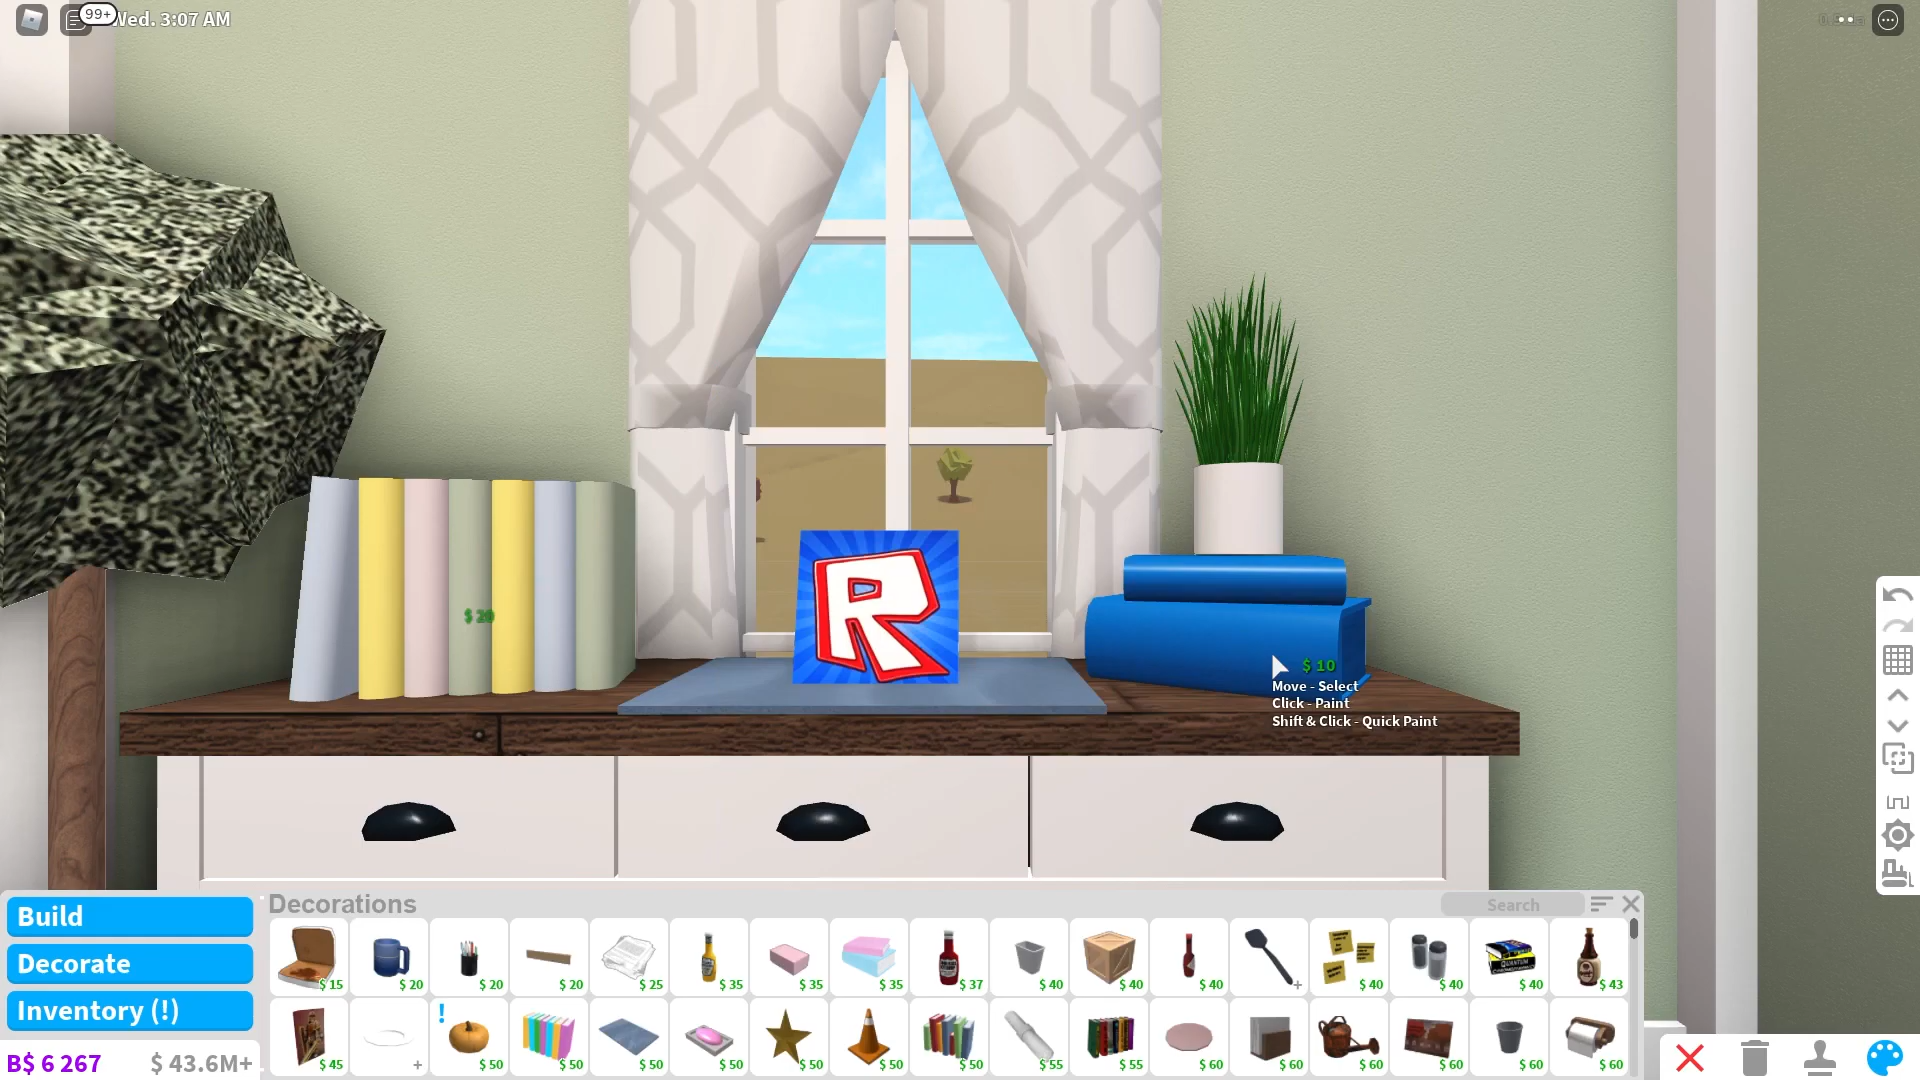 99+
Wed. 3:07 AM
R
$ 20
$ 10
Move - Select
Click - Paint
Shift & Click - Quick Paint
Build
Decorate
Inventory (!)
B$ 6 267
$ 43.6M+
Decorations
Search
$ 15
$ 20
$ 20
$ 20
$ 25
$ 35
$ 35
$ 35
$ 37
$ 40
$ 40
$ 40
+
$ 40
$ 40
QUANTUM
$ 40
$ 43
$ 45
+
!
$ 50
$ 50
$ 50
$ 50
$ 50
$ 50
$ 50
$ 55
$ 55
$ 60
$ 60
$ 60
$ 60
$ 60
$ 60